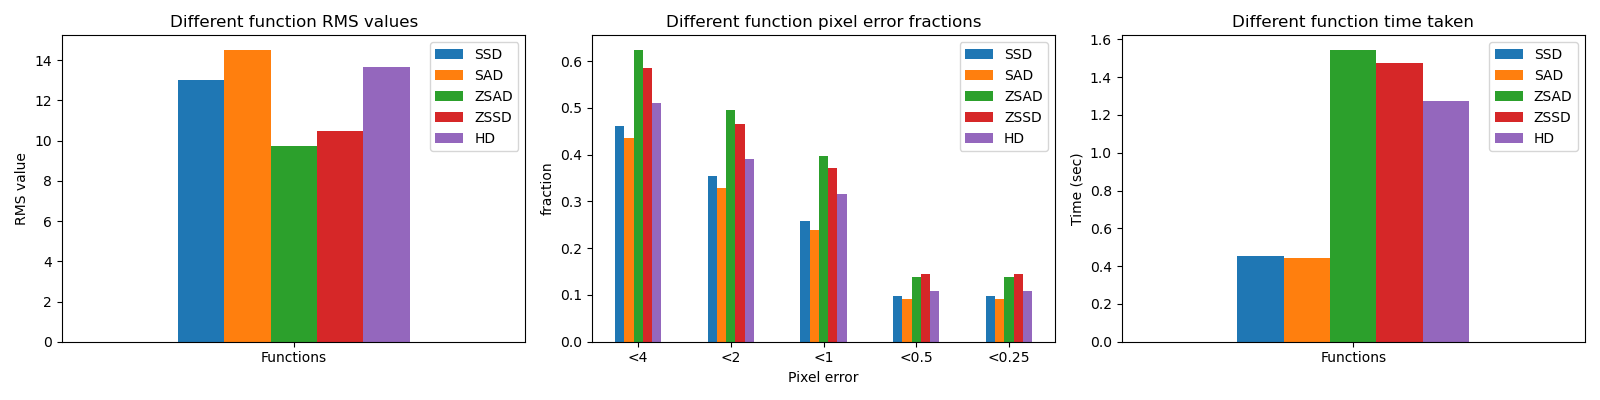 Different function RMS values
RMS value
14
12
10
8
6
4
2
0
Functions
SSD
SAD
ZSAD
ZSSD
HD
Different function pixel error fractions
fraction
0.6
0.5
0.4
0.3
0.2
0.1
0.0
<4 <2 <1 <0.5 <0.25
Pixel error
SSD
SAD
ZSAD
ZSSD
HD
Different function time taken
Time (sec)
1.6
1.4
1.2
1.0
0.8
0.6
0.4
0.2
0.0
Functions
SSD
SAD
ZSAD
ZSSD
HD